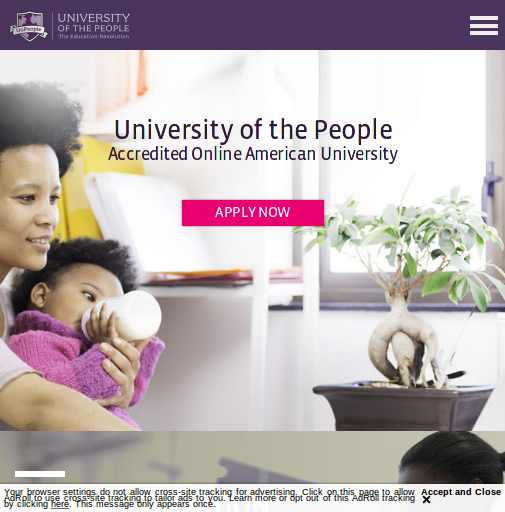 UoPeople
UNIVERSITY
OF THE PEOPLE
The Education Revolution
University of the People
Accredited Online American University
APPLY NOW
Your browser settings do not allow cross-site tracking for advertising. Click on this page to allow
AdRoll to use cross-site tracking to tailor ads to you. Learn more or opt out of this AdRoll tracking
by clicking here. This message only appears once.
Accept and Close
✕